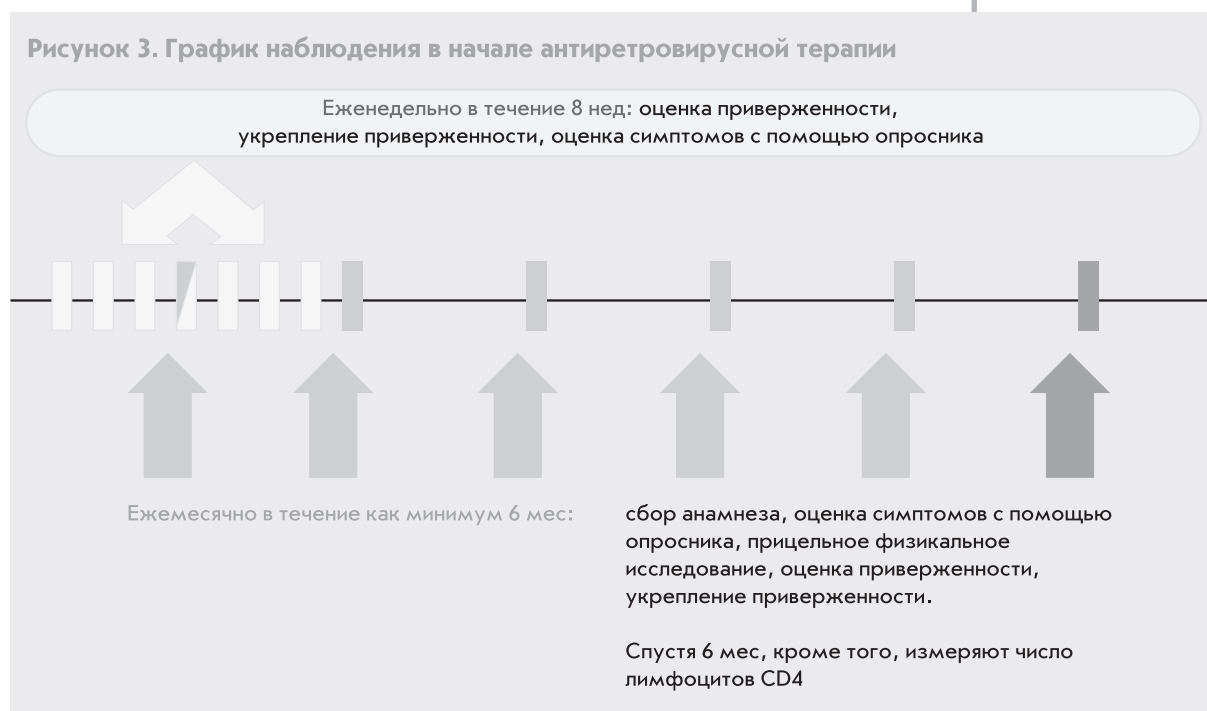 Рисунок 3. График наблюдения в начале антиретровирусной терапии
Еженедельно в течение 8 нед: оценка приверженности,
укрепление приверженности, оценка симптомов с помощью опросника
Ежемесячно в течение как минимум 6 мес:
сбор анамнеза, оценка симптомов с помощью
опросника, прицельное физикальное
исследование, оценка приверженности,
укрепление приверженности.
Спустя 6 мес, кроме того, измеряют число
лимфоцитов CD4